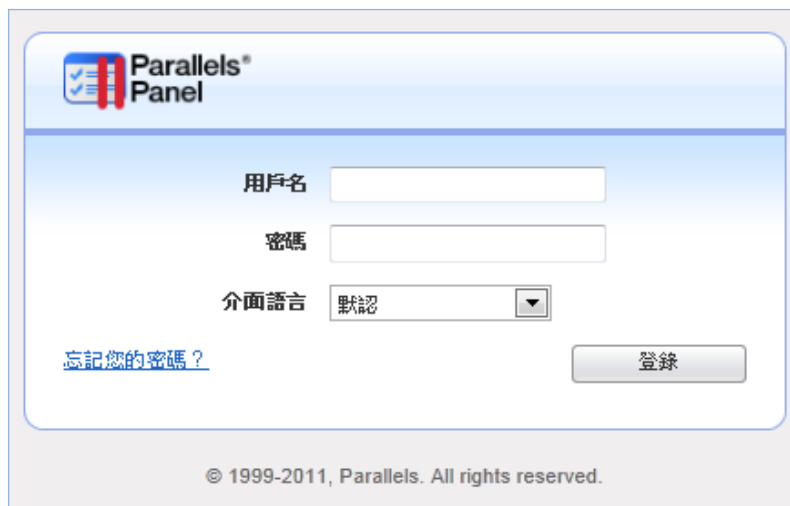 Parallels®
Panel
用戶名
密碼
介面語言 默認
忘記您的密碼？ 登錄
© 1999-2011, Parallels. All rights reserved.